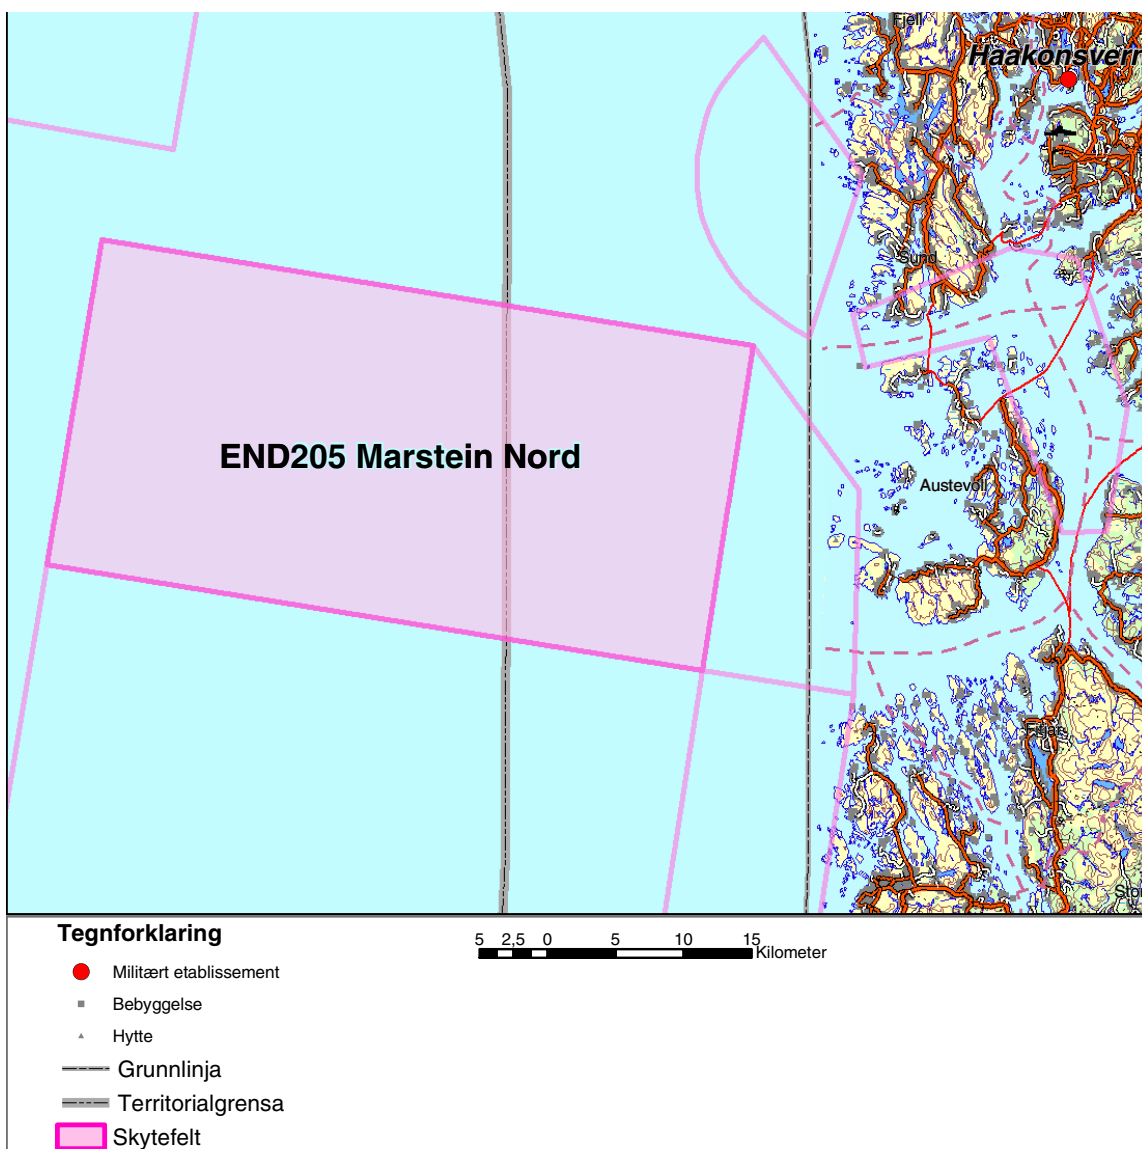 Fjell
Haakonsvern
Sund
END205 Marstein Nord
Austevoll
Fitjar
Sto
Tegnforklaring
5 2,5 0 5 10 15
Kilometer
Militært etablissement
Bebyggelse
Hytte
Grunnlinja
Territorialgrensa
Skytefelt